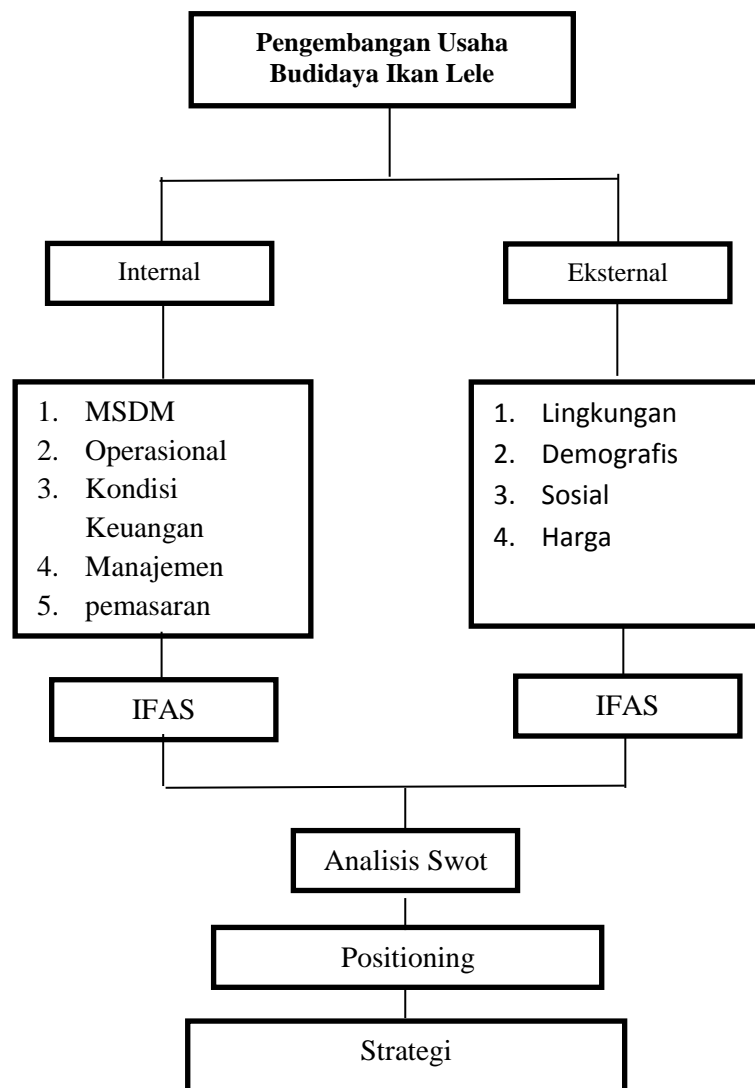 Pengembangan Usaha
Budidaya Ikan Lele
Internal
Eksternal
1. MSDM
2. Operasional
3. Kondisi
Keuangan
4. Manajemen
5. pemasaran
1. Lingkungan
2. Demografis
3. Sosial
4. Harga
IFAS
IFAS
Analisis Swot
Positioning
Strategi